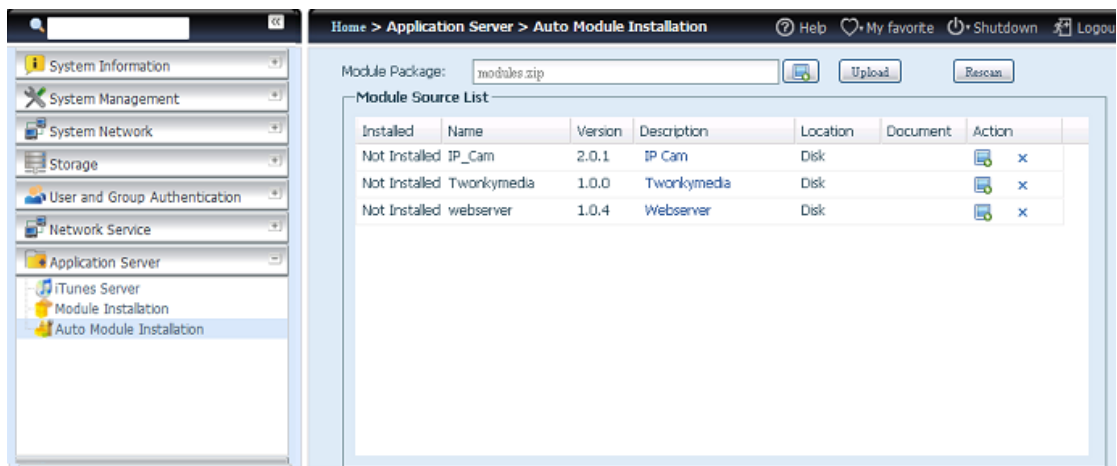 Home > Application Server > Auto Module Installation
Help My favorite Shutdown Logou
System Information
System Management
System Network
Storage
User and Group Authentication
Network Service
Application Server
iTunes Server
Module Installation
Auto Module Installation
Module Package: modules.zip Upload Rescan
Module Source List
Installed Name Version Description Location Document Action
Not Installed IP_Cam 2.0.1 IP Cam Disk
Not Installed Twonkymedia 1.0.0 Twonkymedia Disk
Not Installed webserver 1.0.4 Webserver Disk